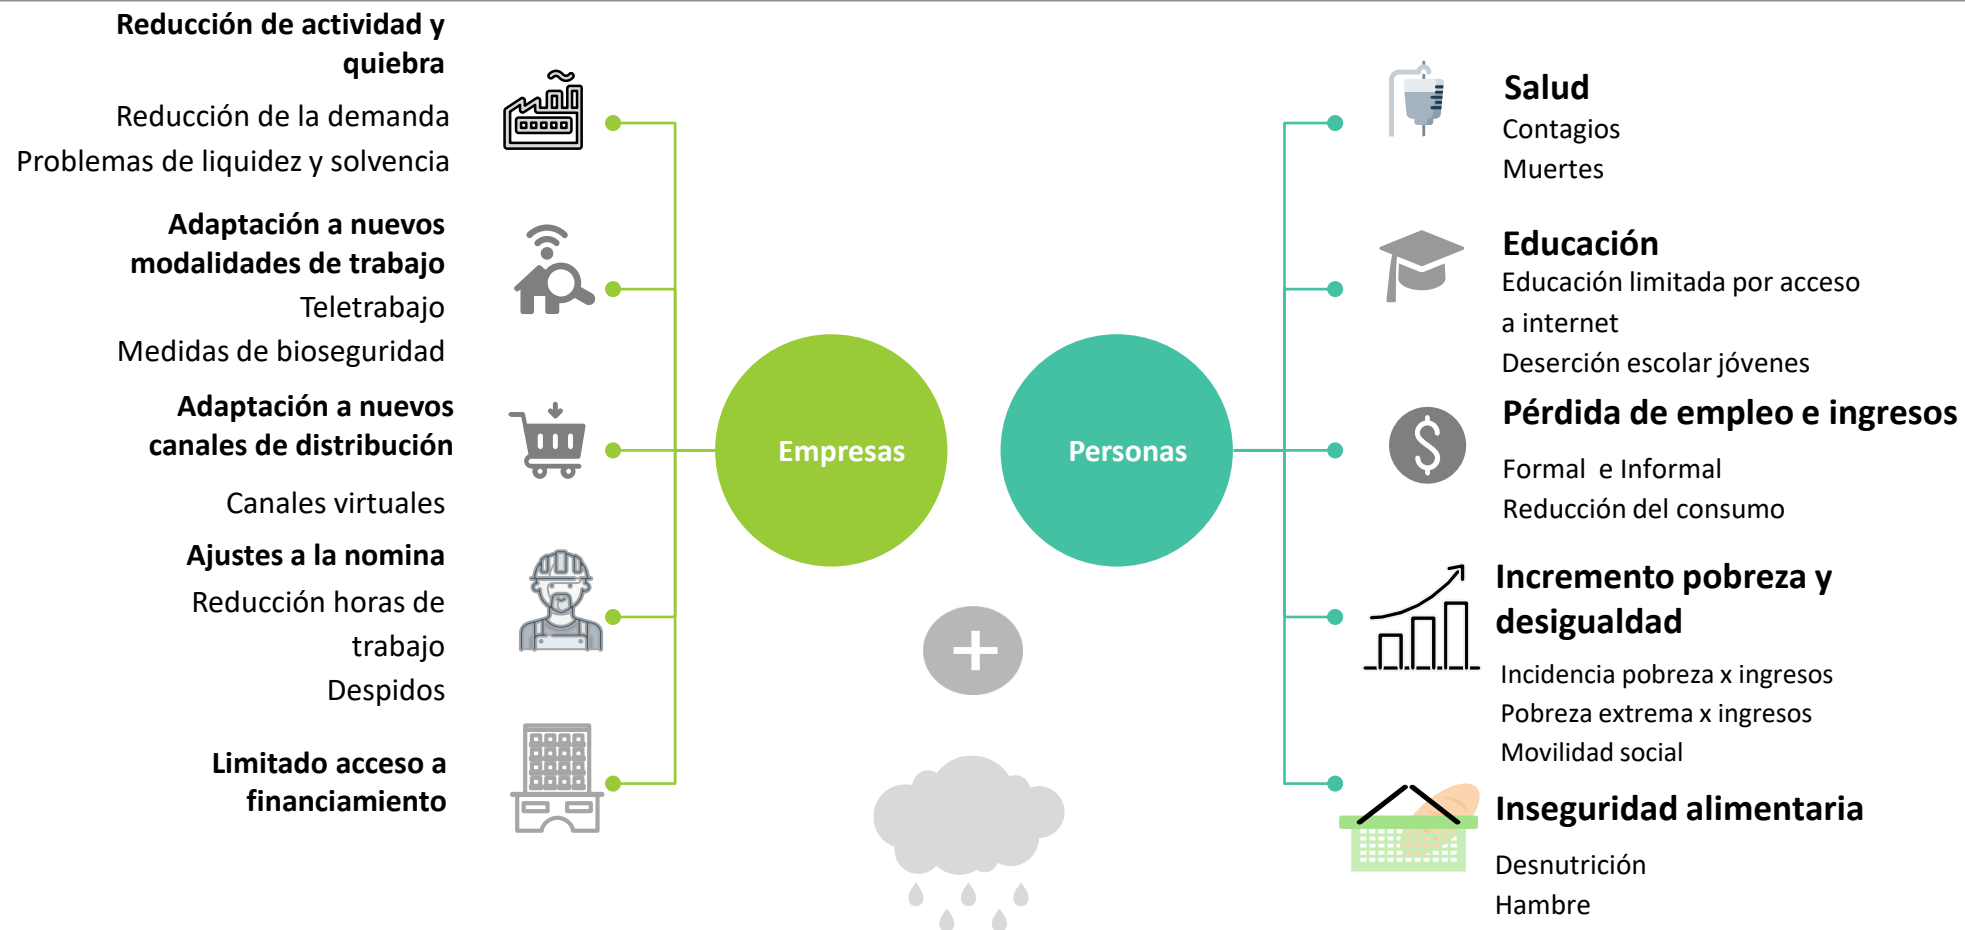 Reducción de actividad y
quiebra
Reducción de la demanda
Problemas de liquidez y solvencia
Adaptación a nuevos
modalidades de trabajo
Teletrabajo
Medidas de bioseguridad
Adaptación a nuevos
canales de distribución
Canales virtuales
Ajustes a la nomina
Reducción horas de
trabajo
Despidos
Limitado acceso a
financiamiento
Empresas
Personas
Salud
Contagios
Muertes
Educación
Educación limitada por acceso
a internet
Deserción escolar jóvenes
Pérdida de empleo e ingresos
Formal e Informal
Reducción del consumo
Incremento pobreza y
desigualdad
Incidencia pobreza x ingresos
Pobreza extrema x ingresos
Movilidad social
Inseguridad alimentaria
Desnutrición
Hambre